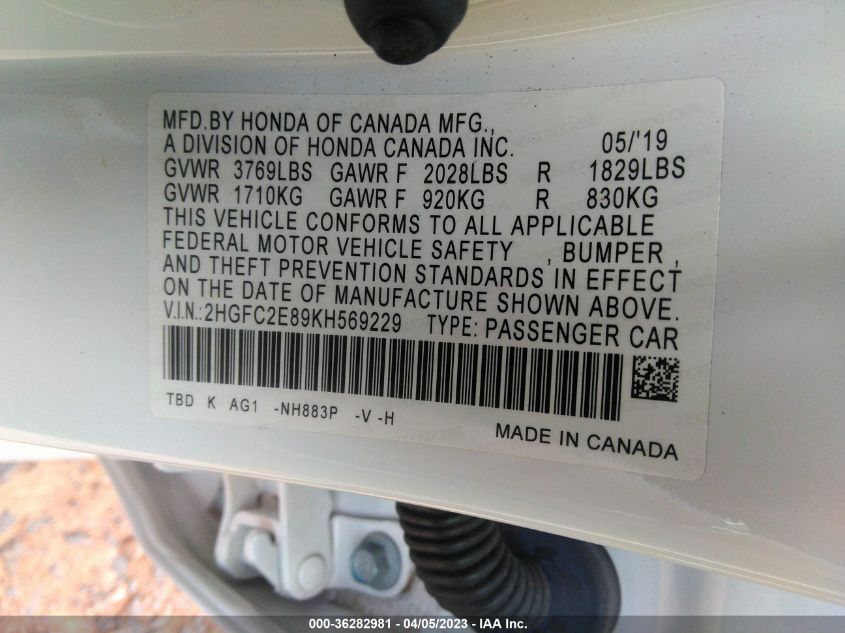 MFD.BY HONDA OF CANADA MFG.,
A DIVISION OF HONDA CANADA INC. 05/'19
GVWR 3769LBS GAWR F 2028LBS R 1829LBS
GVWR 1710KG GAWR F 920KG R 830KG
THIS VEHICLE CONFORMS TO ALL APPLICABLE
FEDERAL MOTOR VEHICLE SAFETY , BUMPER ,
AND THEFT PREVENTION STANDARDS IN EFFECT
ON THE DATE OF MANUFACTURE SHOWN ABOVE.
V.I.N.:2HGFC2E89KH569229 TYPE: PASSENGER CAR
TBD K AG1 -NH883P -V -H
MADE IN CANADA
000-36282981 - 04/05/2023 - IAA Inc.